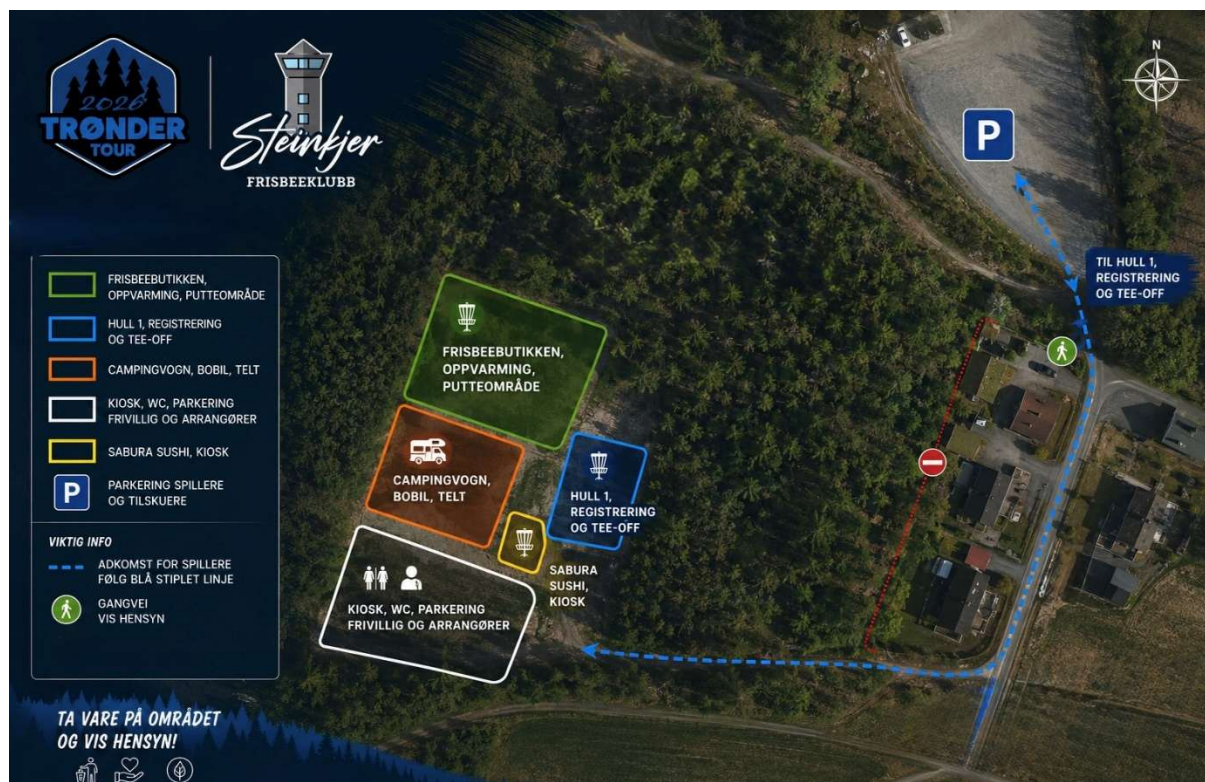 2026
TRØNDER
TOUR
Steinkjer
FRISBEEKLUBB
N
P
TIL HULL 1,
REGISTRERING
OG TEE-OFF
FRISBEEBUTIKKEN,
OPPVARMING, PUTTEOMRÅDE
HULL 1, REGISTRERING
OG TEE-OFF
CAMPINGVOGN, BOBIL, TELT
KIOSK, WC, PARKERING
FRIVILLIG OG ARRANGØRER
SABURA SUSHI, KIOSK
P
PARKERING SPILLERE
OG TILSKUERE
VIKTIG INFO
ADKOMST FOR SPILLERE
FØLG BLÅ STIPLET LINJE
GANGVEI
VIS HENSYN
FRISBEEBUTIKKEN,
OPPVARMING,
PUTTEOMRÅDE
CAMPINGVOGN,
BOBIL, TELT
HULL 1,
REGISTRERING
OG TEE-OFF
SABURA
SUSHI,
KIOSK
KIOSK, WC, PARKERING
FRIVILLIG OG ARRANGØRER
TA VARE PÅ OMRÅDET
OG VIS HENSYN!